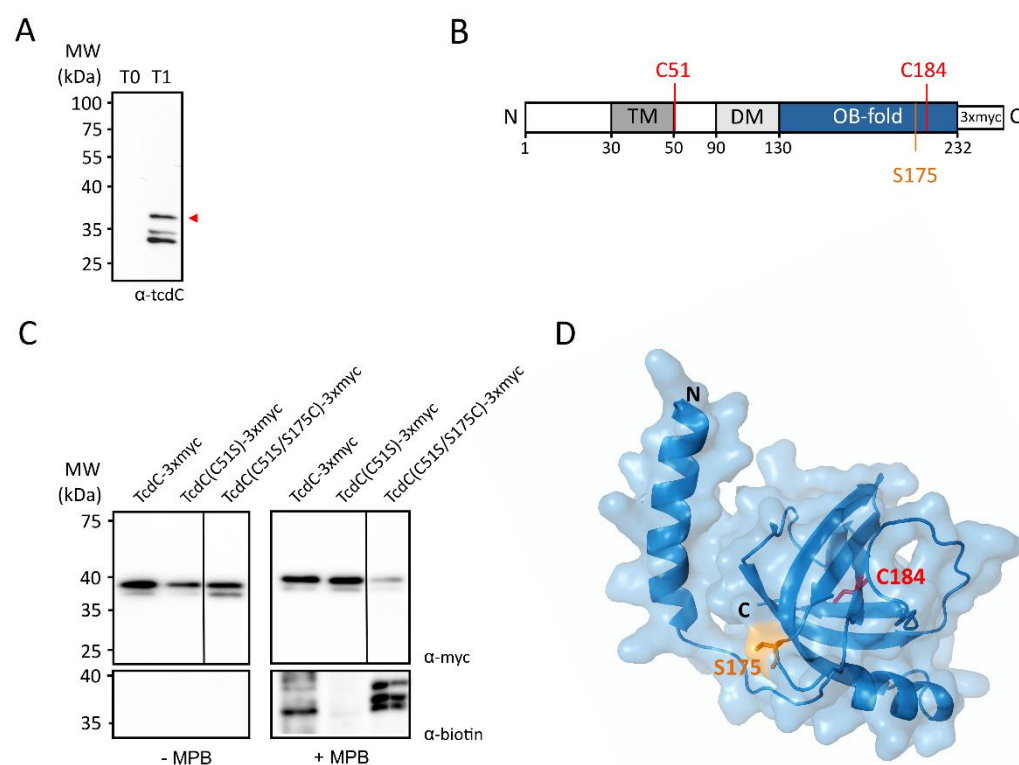 A
MW
(kDa)
T0 T1
100
75
55
40
35
25
α-tcdC
B
C51
C184
N
TM
DM
OB-fold
3xmyc
C
1
30
50
90
130
232
S175
C
MW
(kDa)
TcdC-3xmyc
TcdC(C51S)-3xmyc
TcdC(C51S/S175C)-3xmyc
TcdC-3xmyc
TcdC(C51S)-3xmyc
TcdC(C51S/S175C)-3xmyc
75
40
35
25
α-myc
40
35
α-biotin
- MPB
+ MPB
D
N
C184
C
S175